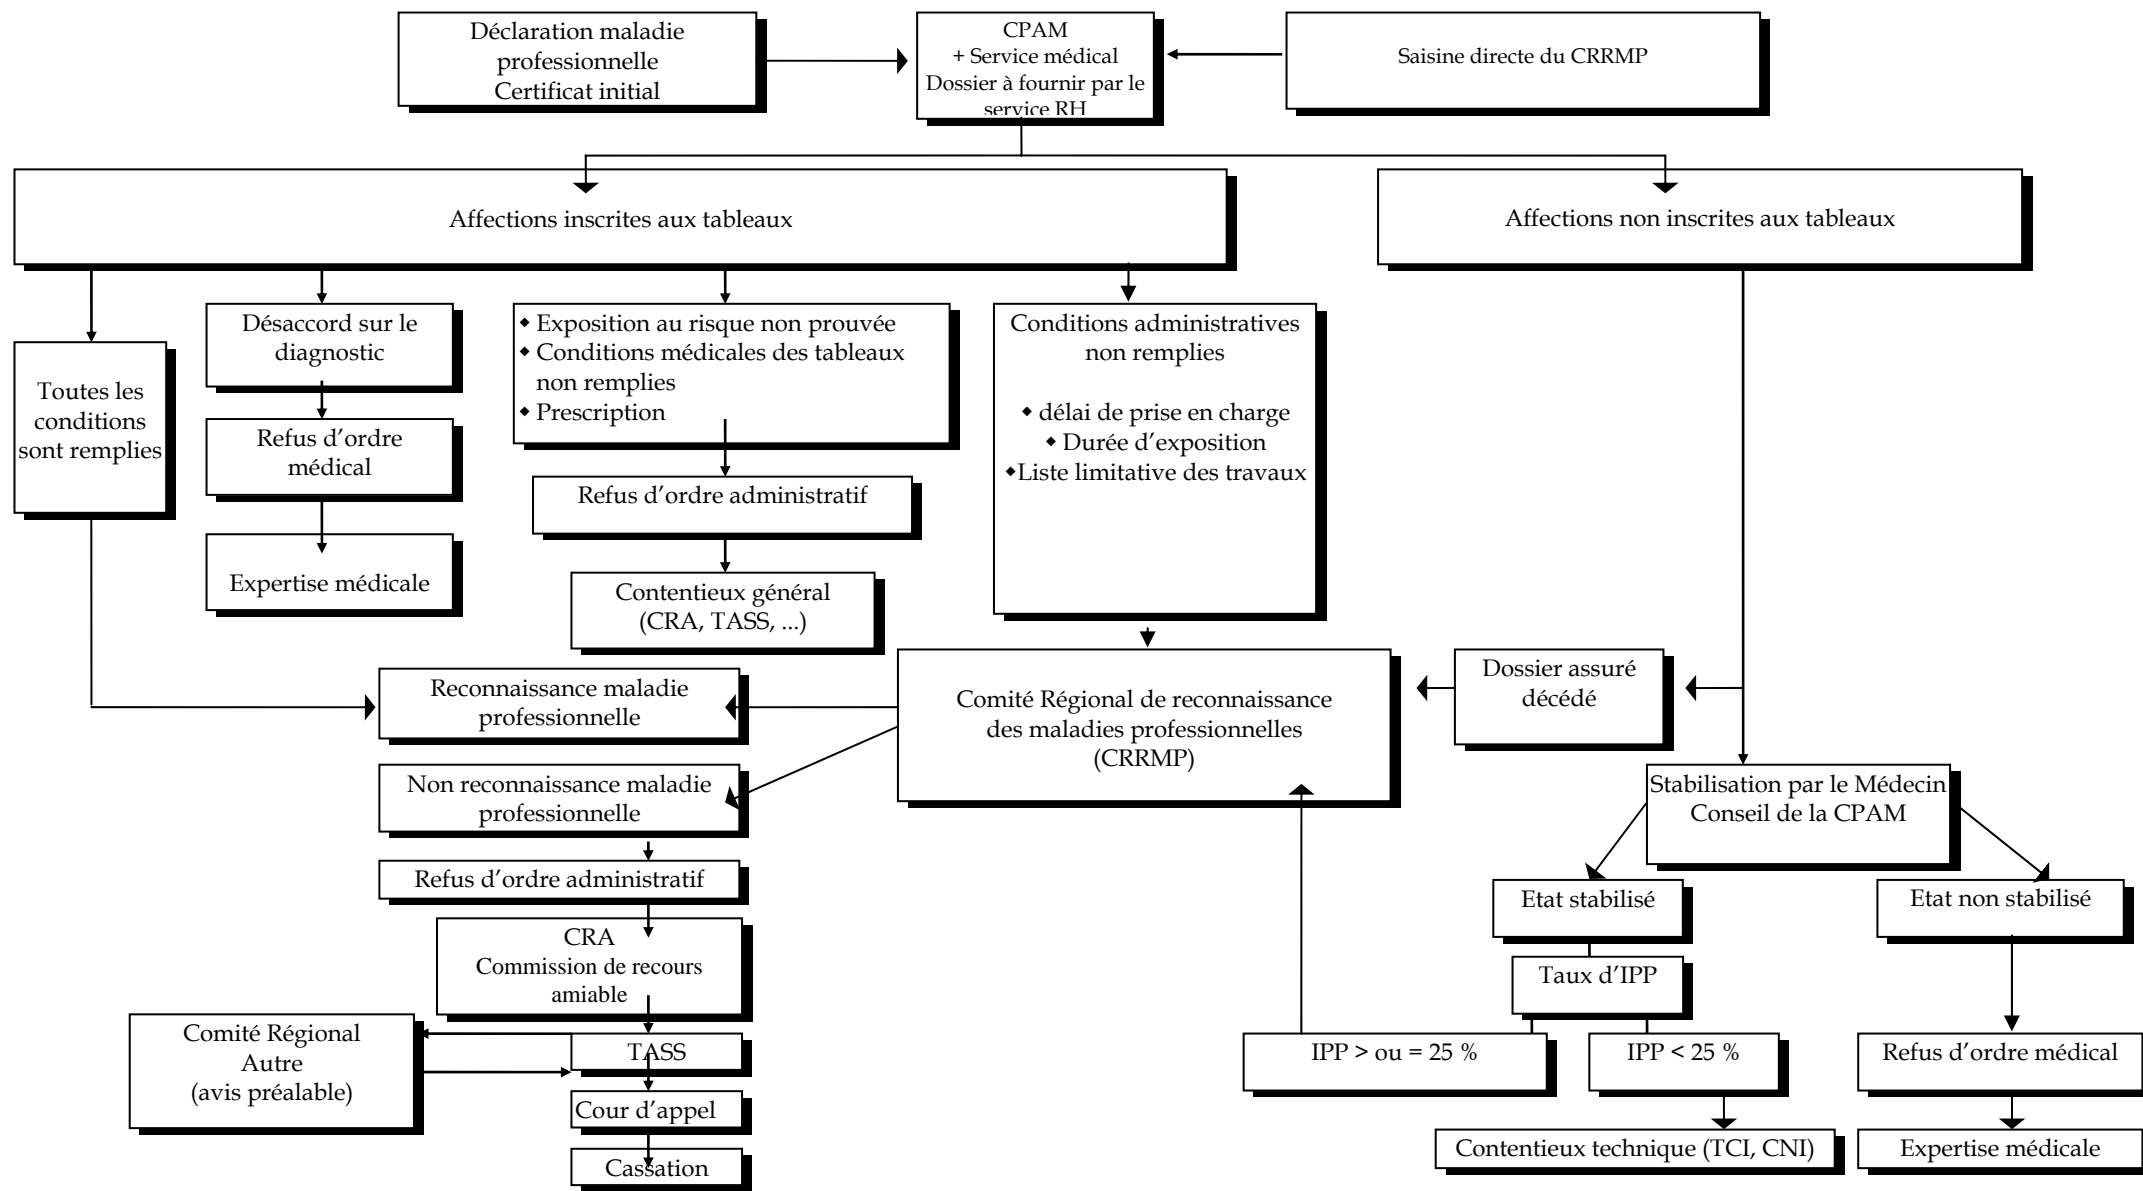 Déclaration maladie
professionnelle
Certificat initial
CPAM
+ Service médical
Dossier à fournir par le
service RH
Saisine directe du CRRMP
Affections inscrites aux tableaux
Affections non inscrites aux tableaux
Toutes les
conditions
sont remplies
Désaccord sur le
diagnostic
Refus d’ordre
médical
Expertise médicale
◆ Exposition au risque non prouvée
◆ Conditions médicales des tableaux
non remplies
◆ Prescription
Refus d’ordre administratif
Contentieux général
(CRA, TASS, ...)
Conditions administratives
non remplies
◆ délai de prise en charge
◆ Durée d’exposition
◆Liste limitative des travaux
Reconnaissance maladie
professionnelle
Comité Régional de reconnaissance
des maladies professionnelles
(CRRMP)
Dossier assuré
décédé
Non reconnaissance maladie
professionnelle
Stabilisation par le Médecin
Conseil de la CPAM
Refus d’ordre administratif
Etat stabilisé
Etat non stabilisé
CRA
Commission de recours
amiable
Taux d’IPP
Comité Régional
Autre
(avis préalable)
TASS
IPP > ou = 25 %
IPP < 25 %
Refus d’ordre médical
Cour d’appel
Cassation
Contentieux technique (TCI, CNI)
Expertise médicale